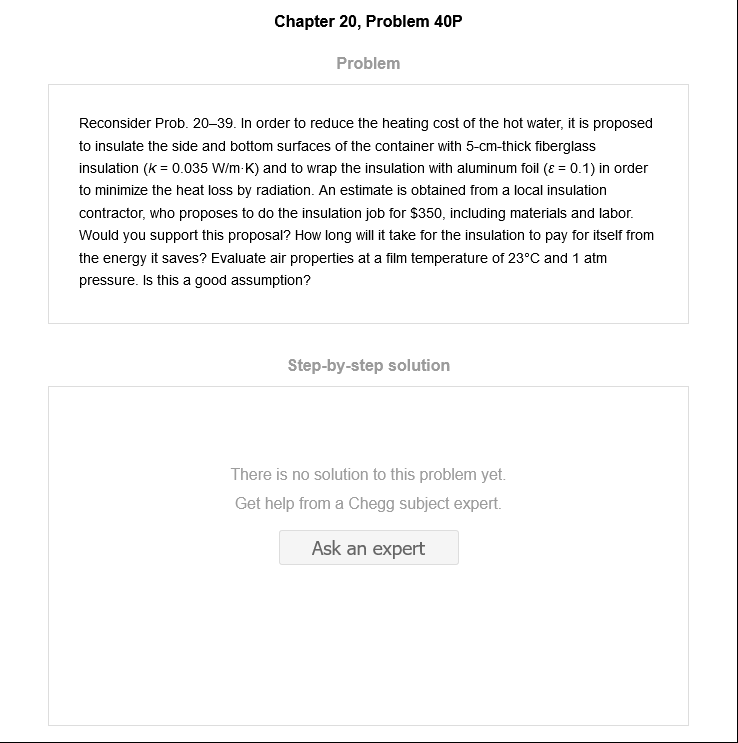 Chapter 20, Problem 40P
Problem
Reconsider Prob. 20–39. In order to reduce the heating cost of the hot water, it is proposed
to insulate the side and bottom surfaces of the container with 5-cm-thick fiberglass
insulation (k = 0.035 W/m·K) and to wrap the insulation with aluminum foil (ε = 0.1) in order
to minimize the heat loss by radiation. An estimate is obtained from a local insulation
contractor, who proposes to do the insulation job for $350, including materials and labor.
Would you support this proposal? How long will it take for the insulation to pay for itself from
the energy it saves? Evaluate air properties at a film temperature of 23°C and 1 atm
pressure. Is this a good assumption?
Step-by-step solution
There is no solution to this problem yet.
Get help from a Chegg subject expert.
Ask an expert